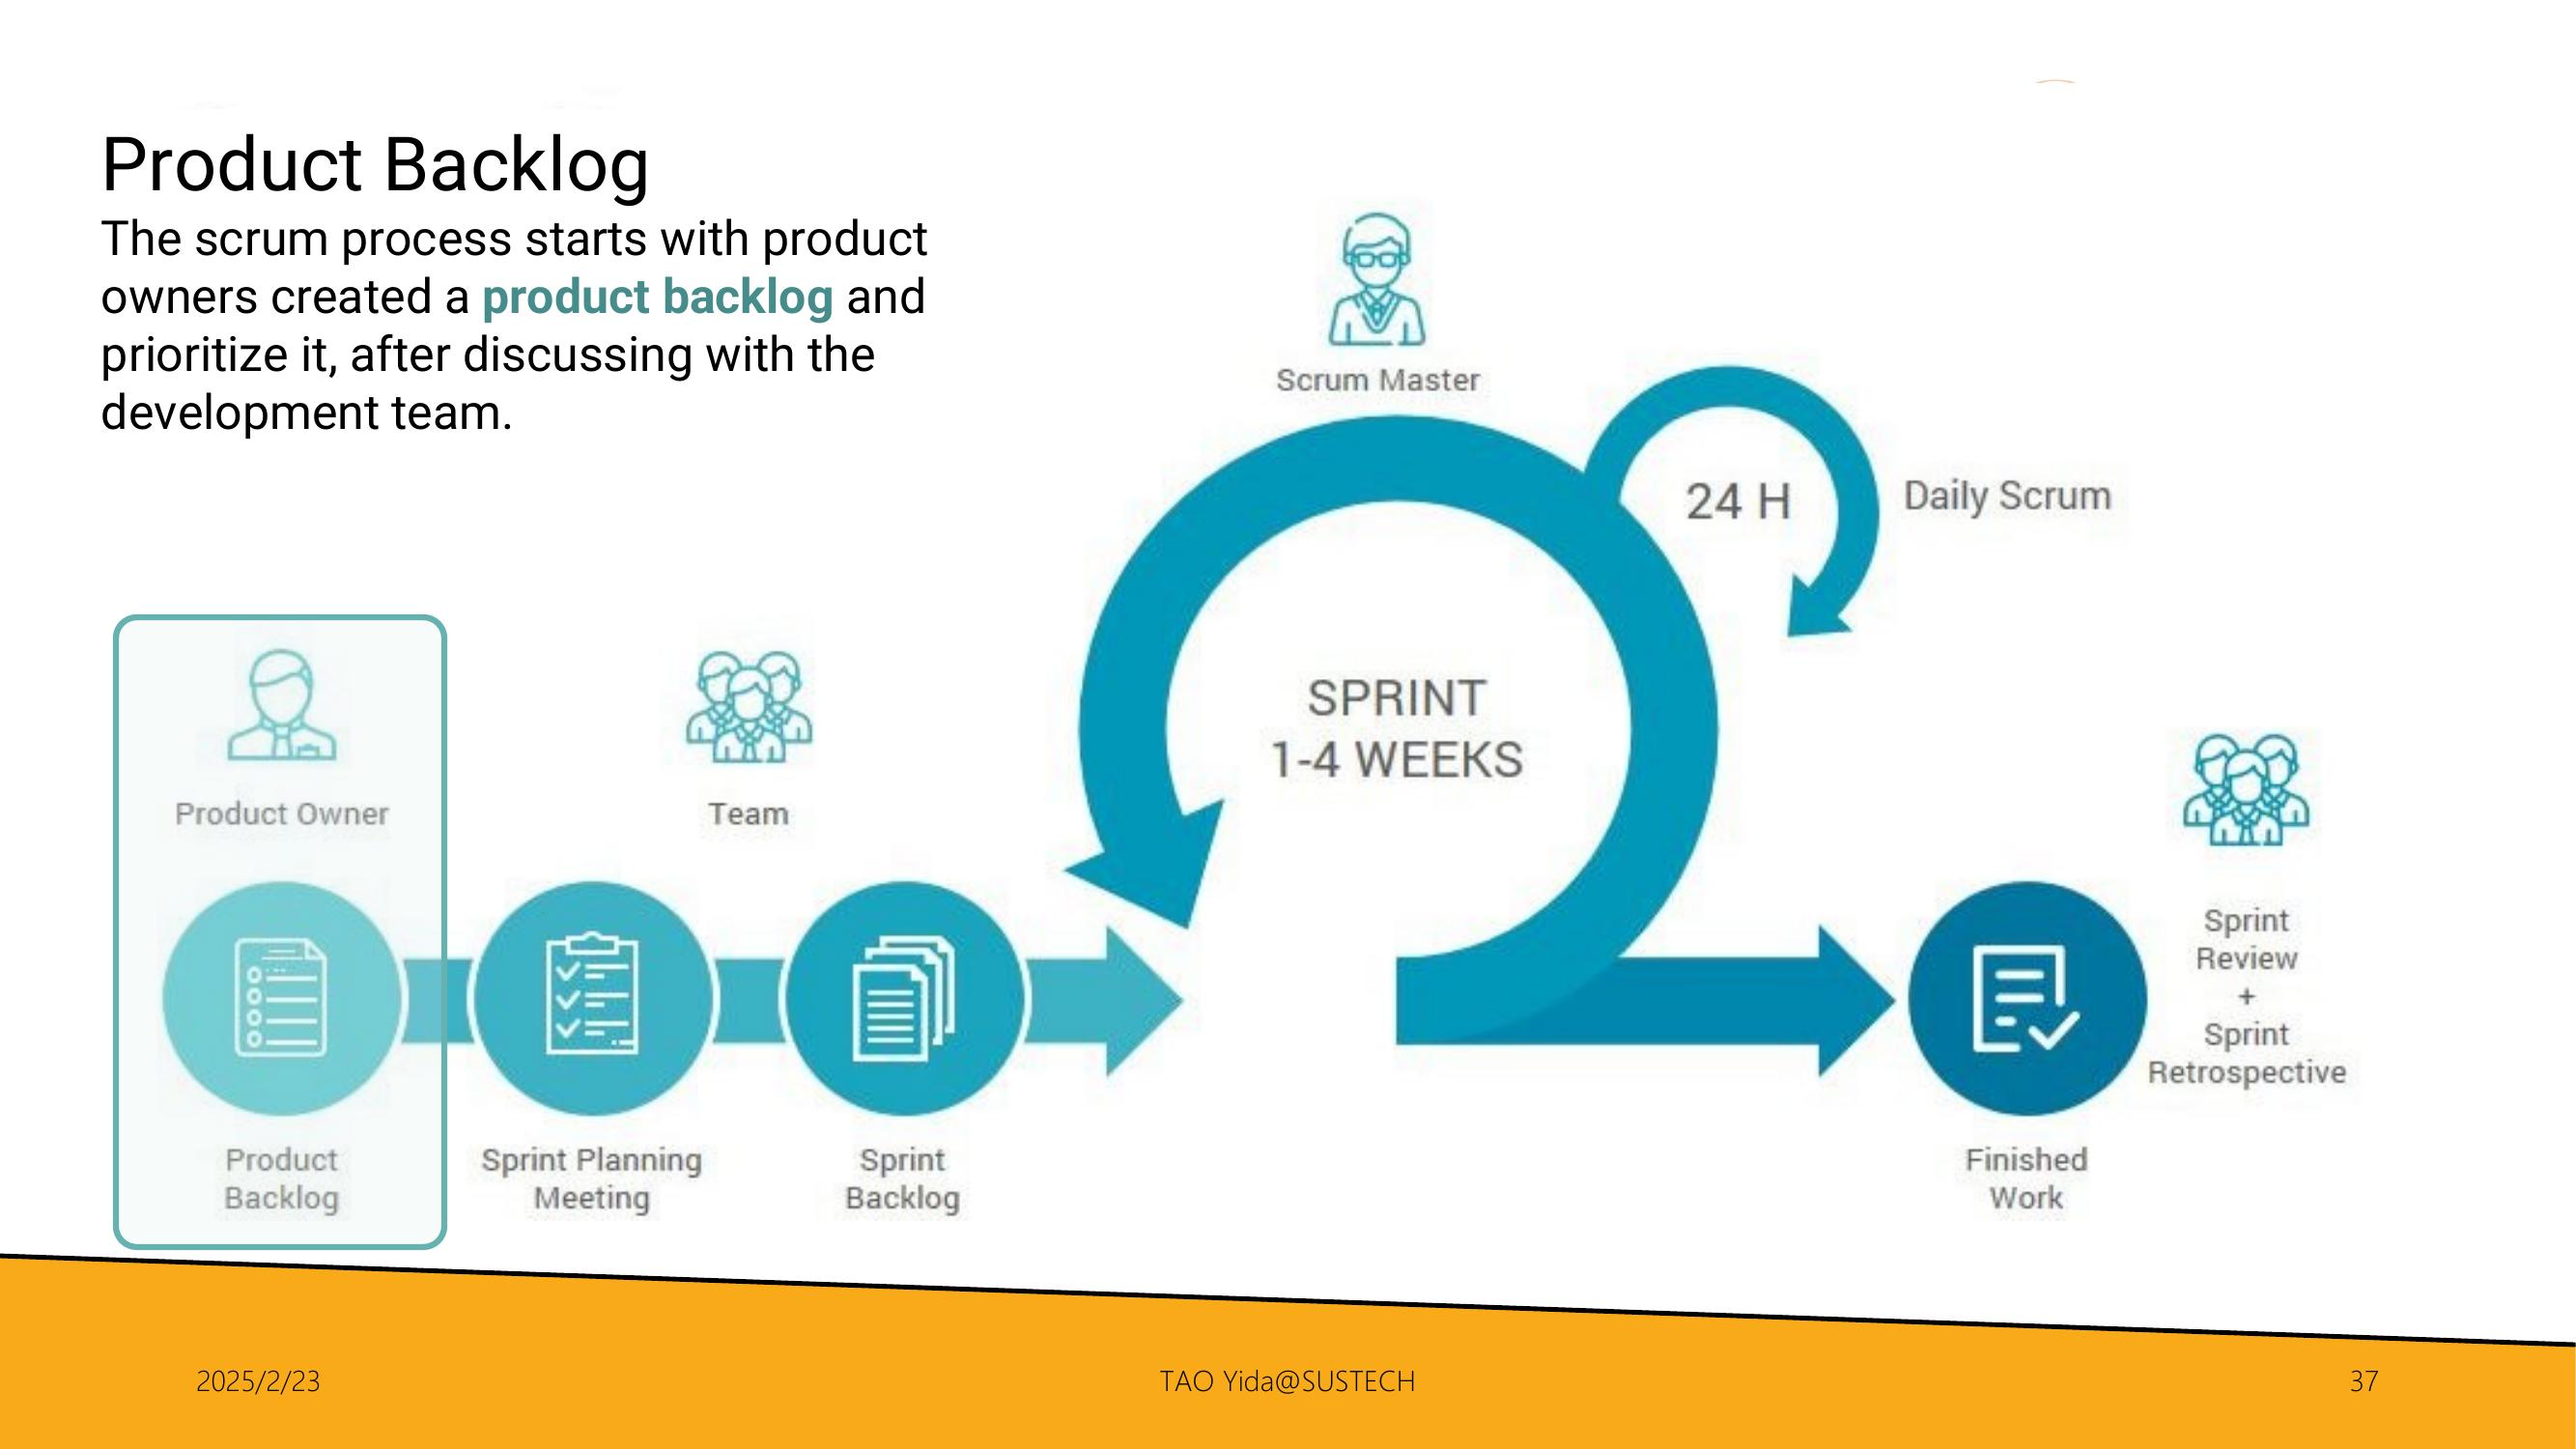 Product Backlog
The scrum process starts with product
owners created a product backlog and
prioritize it, after discussing with the
development team.
Scrum Master
24 H
Daily Scrum
SPRINT
1-4 WEEKS
Product Owner
Team
Sprint
Review
+
Sprint
Retrospective
Product
Backlog
Sprint Planning
Meeting
Sprint
Backlog
Finished
Work
2025/2/23
TAO Yida@SUSTECH
37